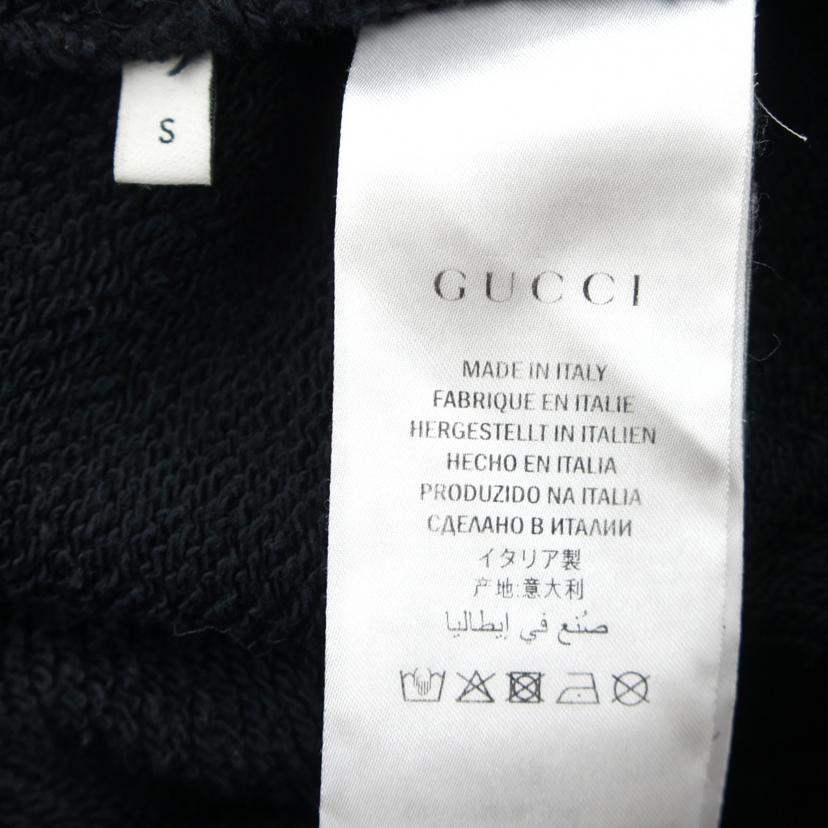 S
GUCCI
MADE IN ITALY
FABRIQUE EN ITALIE
HERGESTELLT IN ITALIEN
HECHO EN ITALIA
PRODUZIDO NA ITALIA
СДЕЛАНО В ИТАЛИИ
イタリア製
产地:意大利
صُنع في إيطاليا